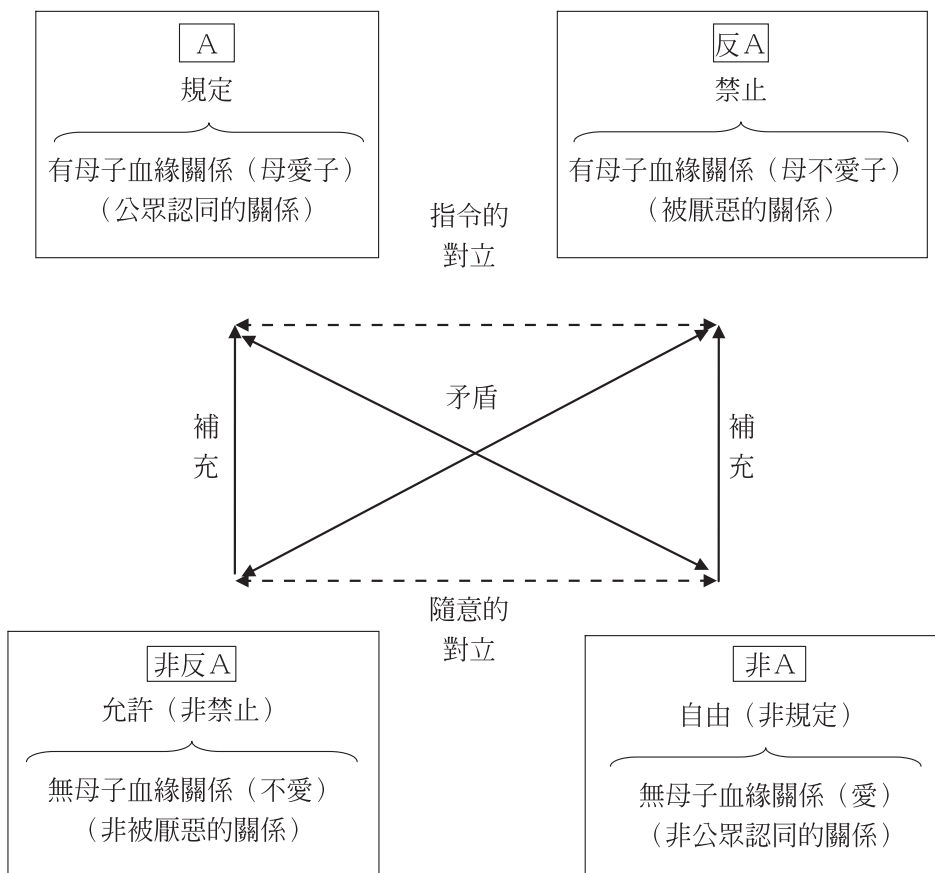 A
規定
有母子血緣關係（母愛子）
（公眾認同的關係）
反A
禁止
有母子血緣關係（母不愛子）
（被厭惡的關係）
指令的
對立
矛盾
補
充
補
充
隨意的
對立
非反A
允許（非禁止）
無母子血緣關係（不愛）
（非被厭惡的關係）
非A
自由（非規定）
無母子血緣關係（愛）
（非公眾認同的關係）